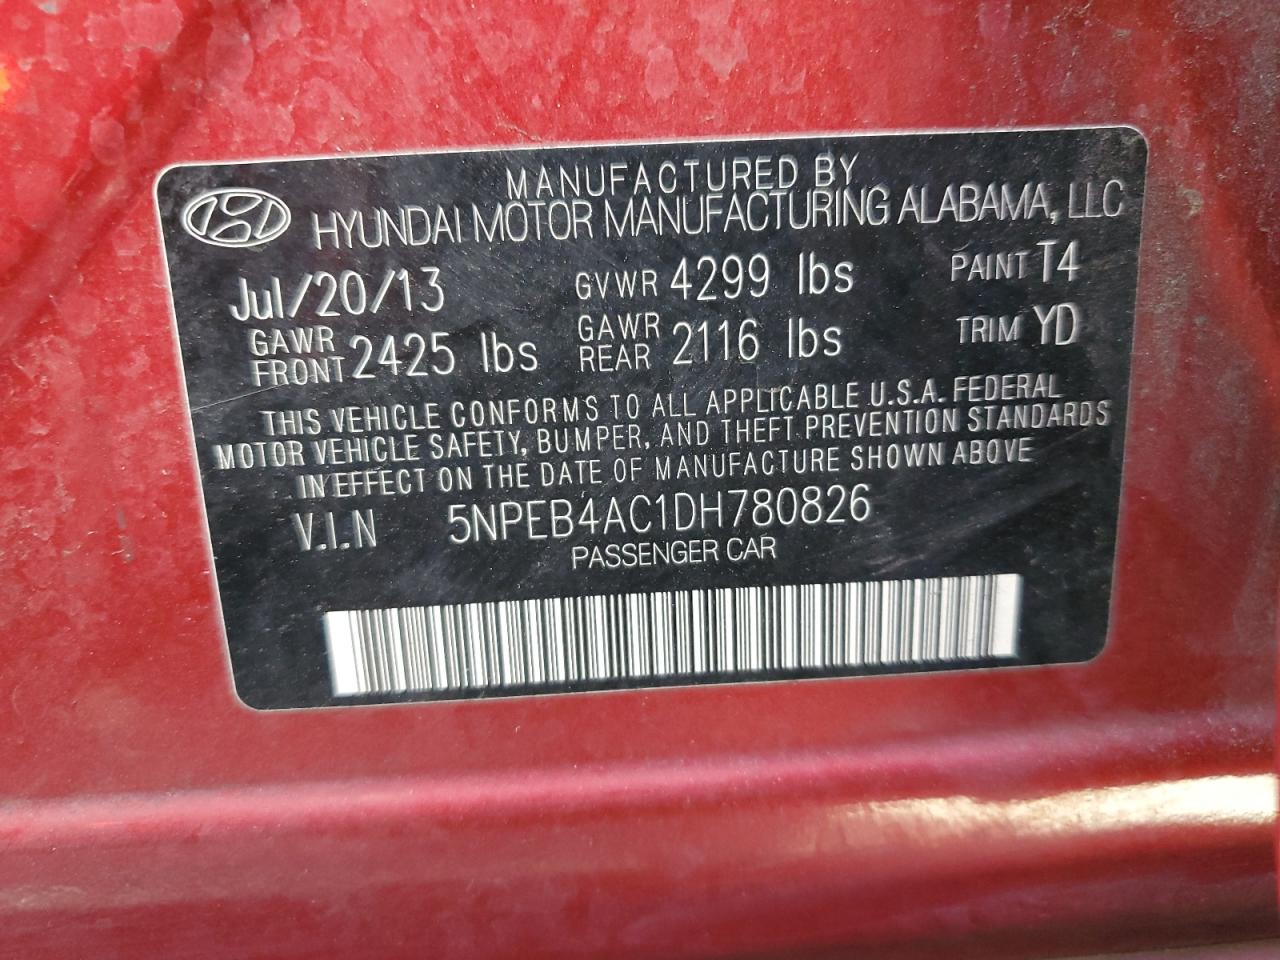 MANUFACTURED BY
HYUNDAI MOTOR MANUFACTURING ALABAMA, LLC
Jul/20/13 GVWR 4299 lbs PAINT T4
GAWR FRONT 2425 lbs GAWR REAR 2116 lbs TRIM YD
THIS VEHICLE CONFORMS TO ALL APPLICABLE U.S.A. FEDERAL
MOTOR VEHICLE SAFETY, BUMPER, AND THEFT PREVENTION STANDARDS
IN EFFECT ON THE DATE OF MANUFACTURE SHOWN ABOVE
V.I.N 5NPEB4AC1DH780826
PASSENGER CAR